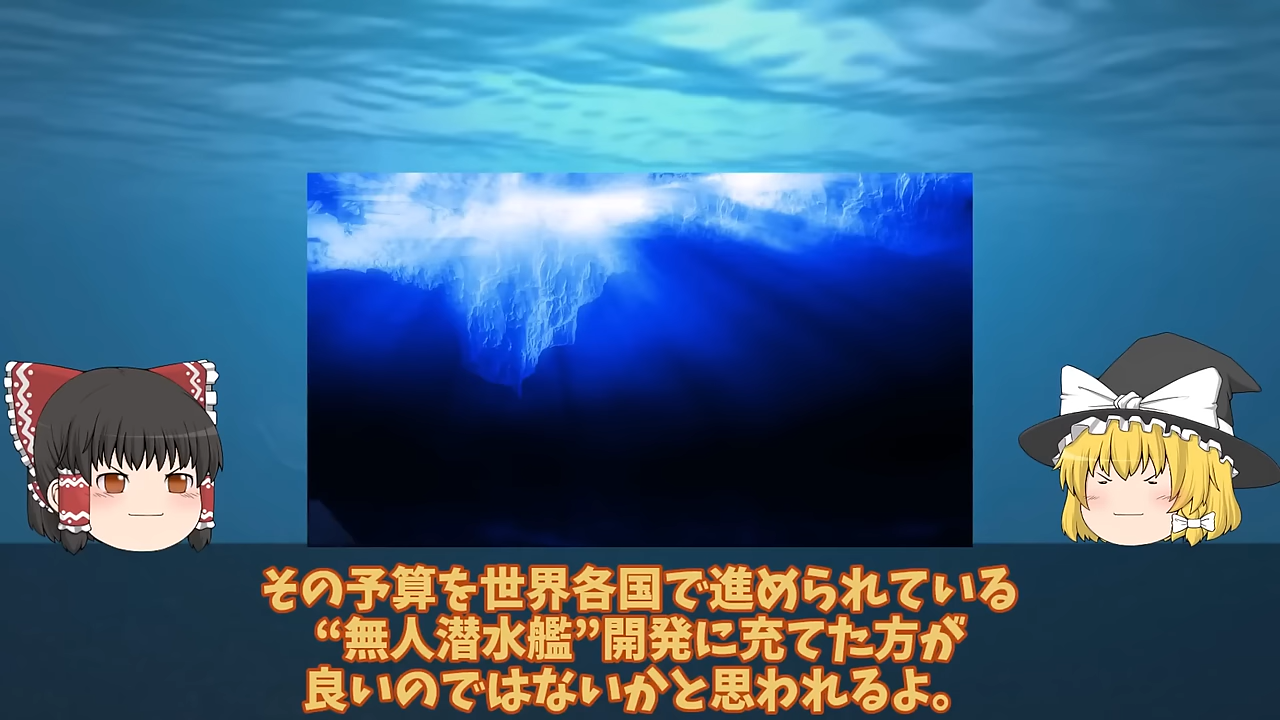 その予算を世界各国で進められている
“無人潜水艦”開発に充てた方が
良いのではないかと思われるよ。